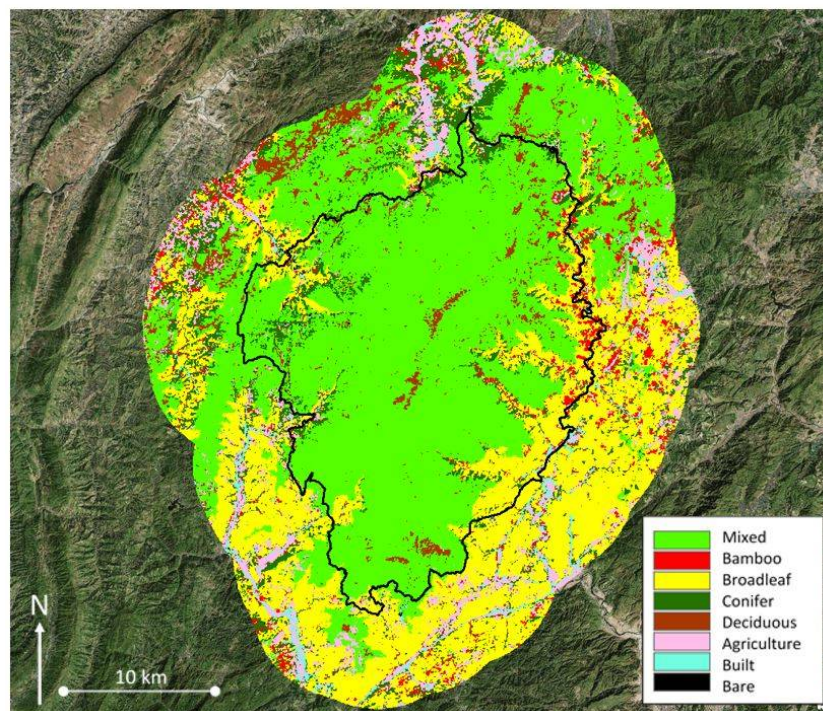 Mixed
Bamboo
Broadleaf
Conifer
Deciduous
Agriculture
Built
Bare
N
10 km